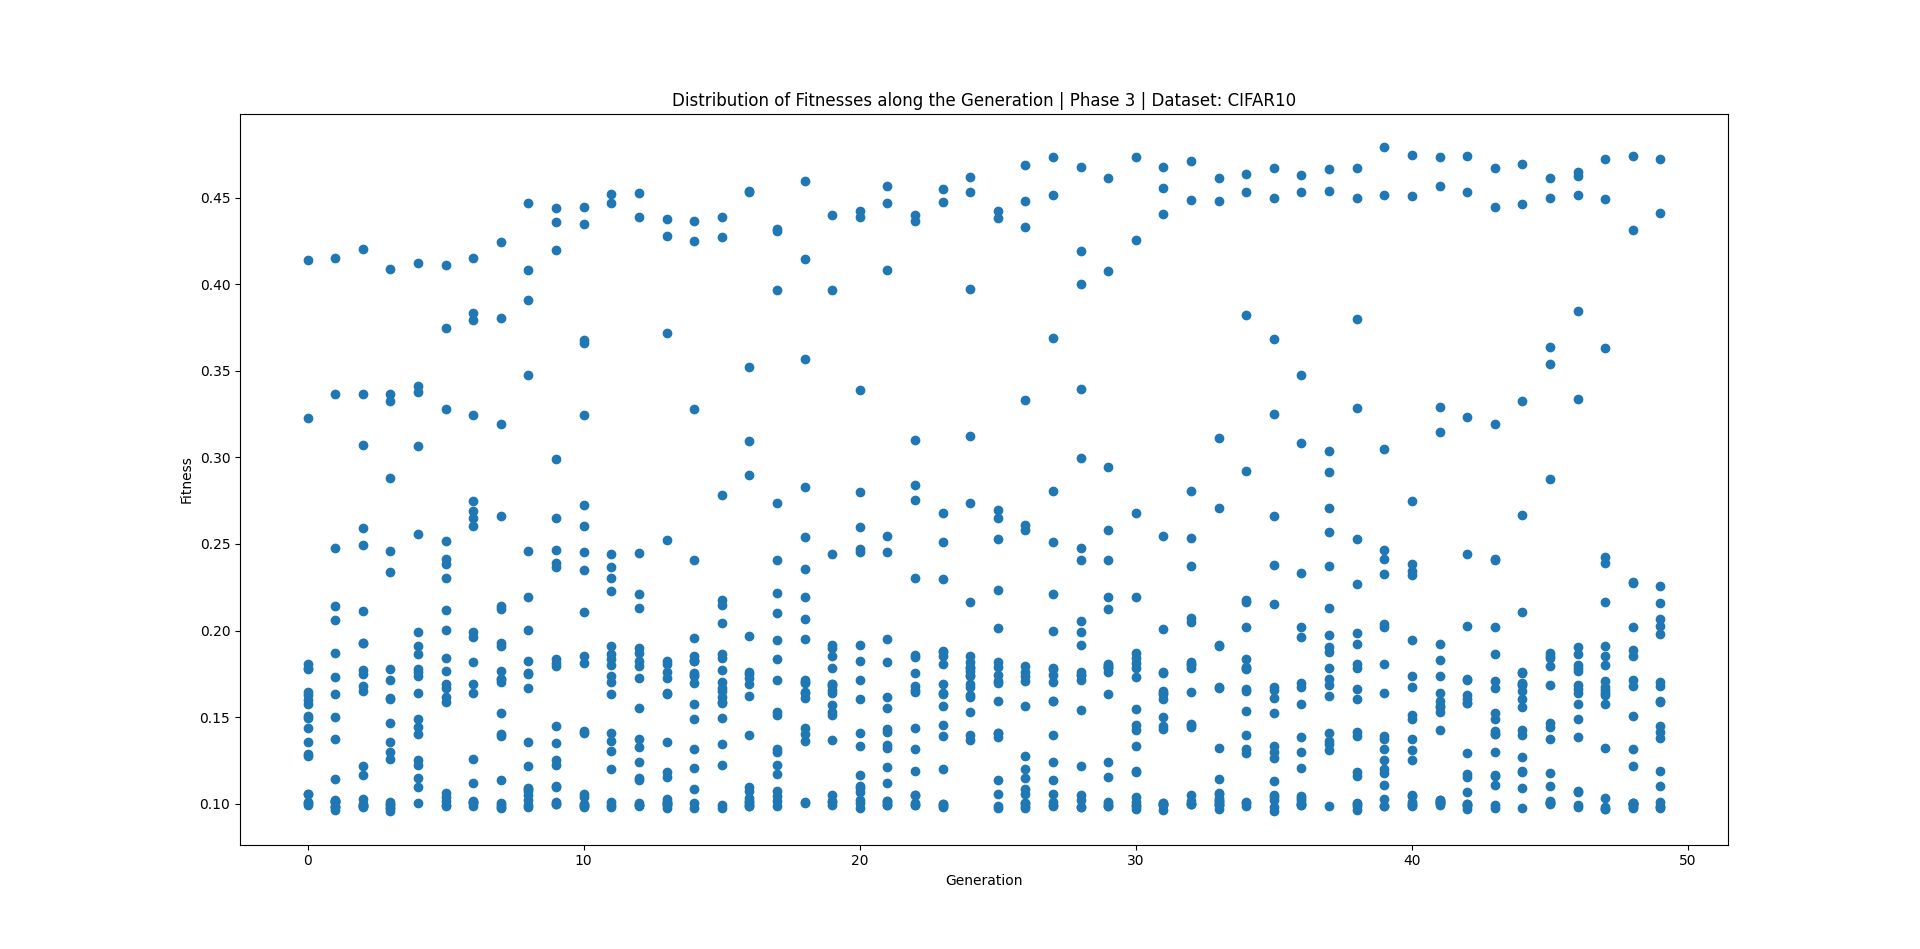 Distribution of Fitnesses along the Generation | Phase 3 | Dataset: CIFAR10
0.45
0.40
0.35
0.30
Fitness
0.25
0.20
0.15
0.10
0 10 20 30 40 50
Generation